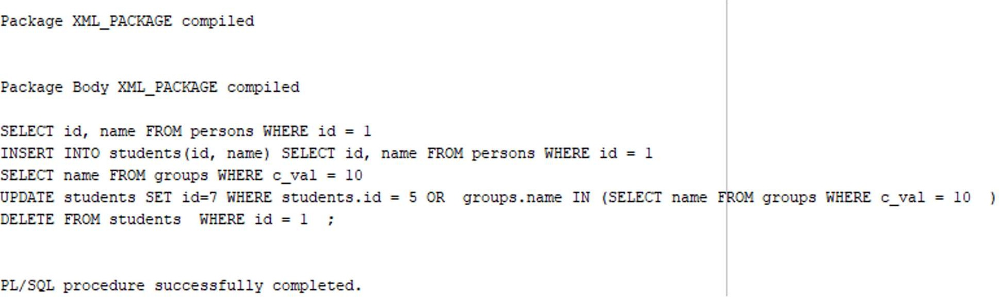 Package XML_PACKAGE compiled
Package Body XML_PACKAGE compiled
SELECT id, name FROM persons WHERE id = 1
INSERT INTO students(id, name) SELECT id, name FROM persons WHERE id = 1
SELECT name FROM groups WHERE c_val = 10
UPDATE students SET id=7 WHERE students.id = 5 OR  groups.name IN (SELECT name FROM groups WHERE c_val = 10  )
DELETE FROM students  WHERE id = 1  ;
PL/SQL procedure successfully completed.